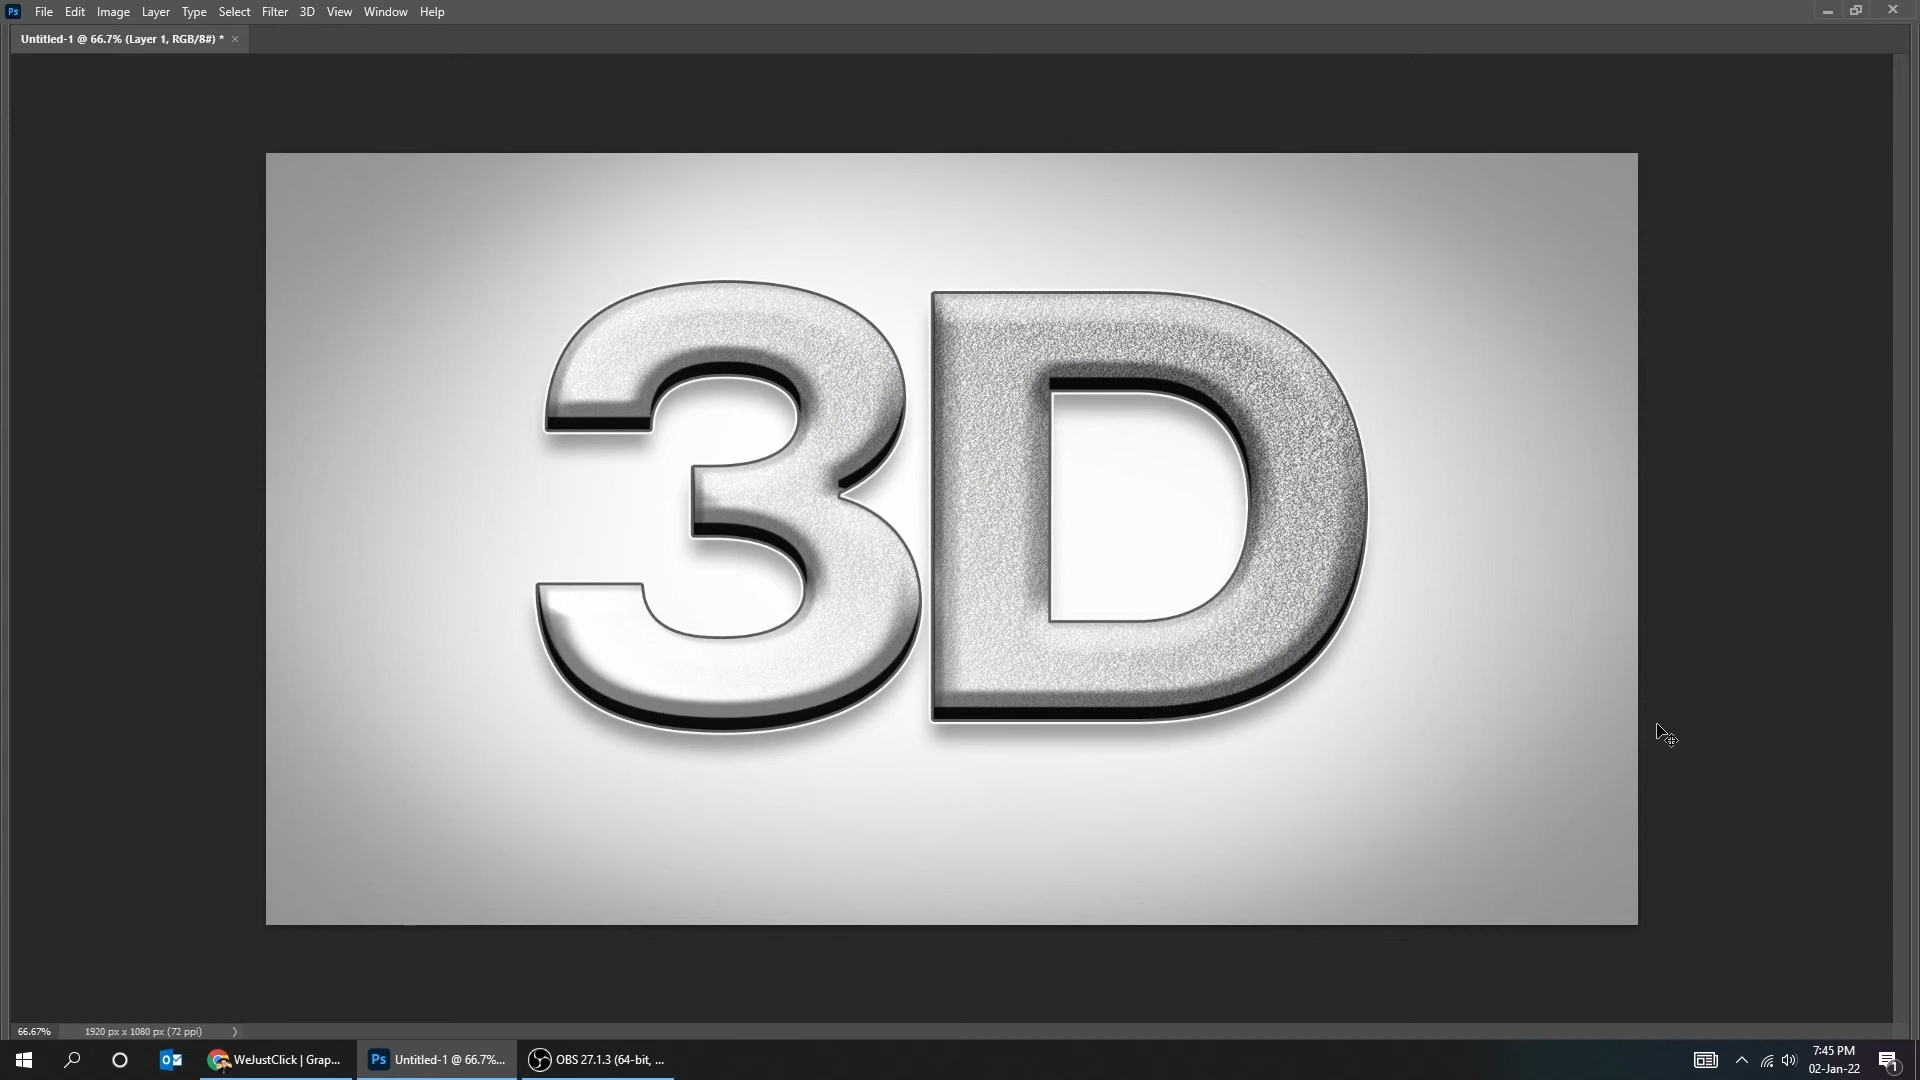 Ps File Edit Image Layer Type Select Filter 3D View Window Help
Untitled-1 @ 66.7% (Layer 1, RGB/8#) * ×
3D
66.67% 1920 px x 1080 px (72 ppi)
WeJustClick | Grap... Ps Untitled-1 @ 66.7%... OBS 27.1.3 (64-bit, ... 7:45 PM
02-Jan-22 1